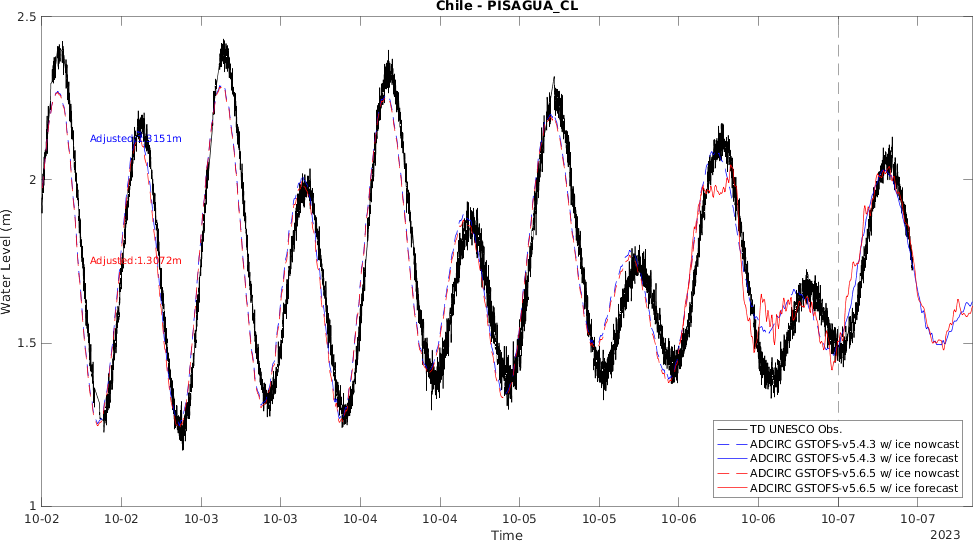 Chile - PISAGUA_CL
2.5
2
1.5
1
Water Level (m)
Adjusted:1.3151m
Adjusted:1.3072m
TD UNESCO Obs.
ADCIRC GSTOFS-v5.4.3 w/ ice nowcast
ADCIRC GSTOFS-v5.4.3 w/ ice forecast
ADCIRC GSTOFS-v5.6.5 w/ ice nowcast
ADCIRC GSTOFS-v5.6.5 w/ ice forecast
10-02 10-02 10-03 10-03 10-04 10-04 10-05 10-05 10-06 10-06 10-07 10-07
Time
2023